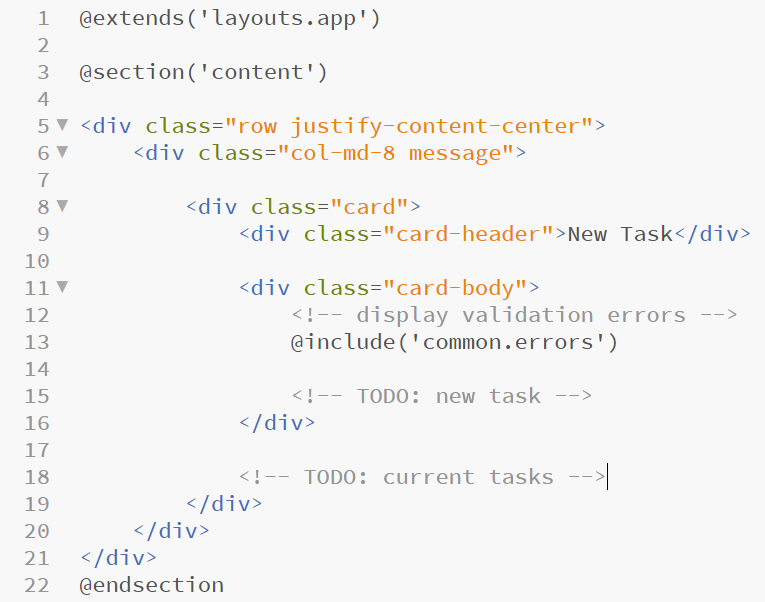 1 @extends('layouts.app')
2
3 @section('content')
4
5 <div class="row justify-content-center">
6     <div class="col-md-8 message">
7
8         <div class="card">
9             <div class="card-header">New Task</div>
10
11             <div class="card-body">
12                 <!-- display validation errors -->
13                 @include('common.errors')
14
15                 <!-- TODO: new task -->
16             </div>
17
18             <!-- TODO: current tasks -->
19         </div>
20     </div>
21 </div>
22 @endsection